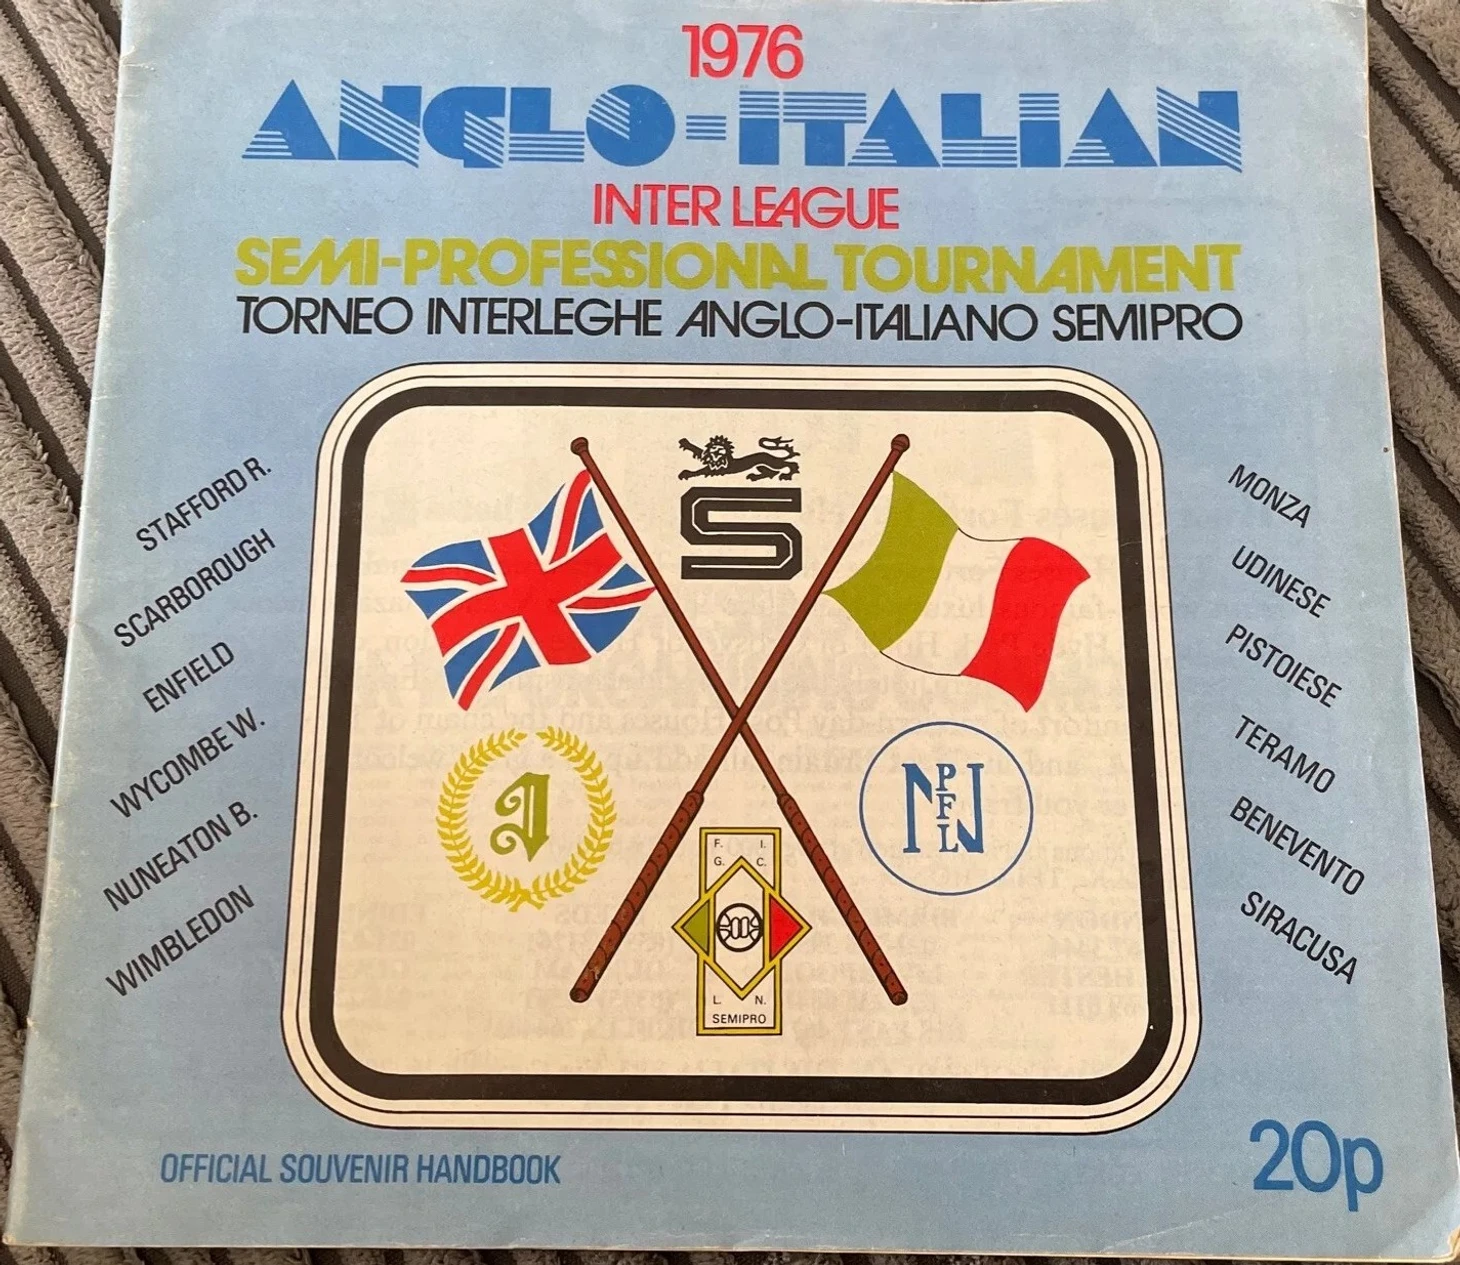 1976
ANGLO-ITALIAN
INTER LEAGUE
SEMI-PROFESSIONAL TOURNAMENT
TORNEO INTERLEGHE ANGLO-ITALIANO SEMIPRO
STAFFORD R.
SCARBOROUGH
ENFIELD
WYCOMBE W.
NUNEATON B.
WIMBLEDON
S
F. I.
G. C.
L. N.
SEMIPRO
NPFL
MONZA
UDINESE
PISTOIESE
TERAMO
BENEVENTO
SIRACUSA
OFFICIAL SOUVENIR HANDBOOK
20p